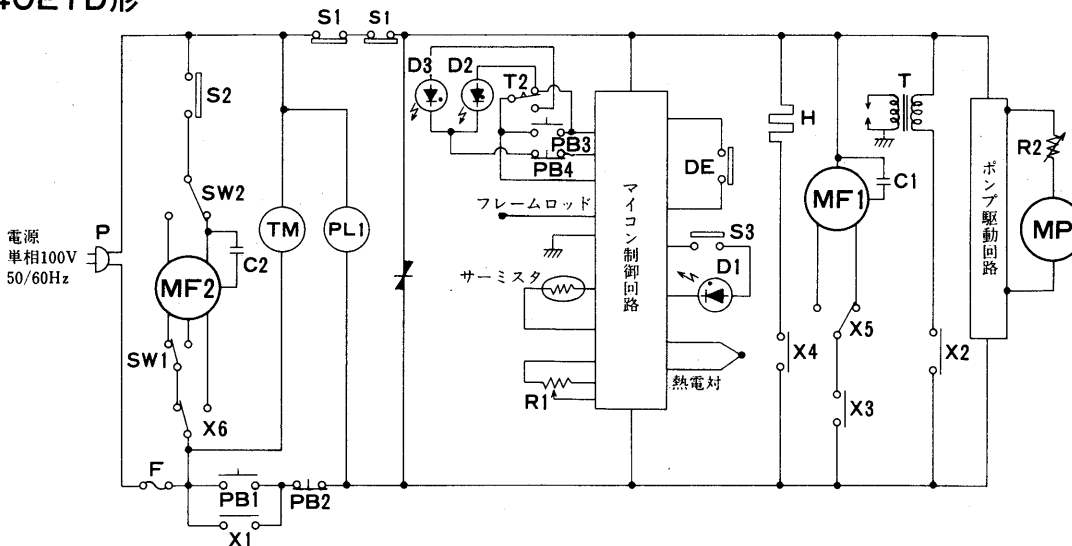 S1 S1
D3 D2
T2
S2
H
T
R2
PB3
PB4
DE
C1
MF1
SW2
フレームロッド
マイコン制御回路
ポンプ駆動回路
MP
電源
単相100V
50/60Hz
P
TM
PL1
C2
S3
D1
サーミスタ
MF2
SW1
X5
X4
X2
熱電対
R1
X3
X6
F
PB1
PB2
X1